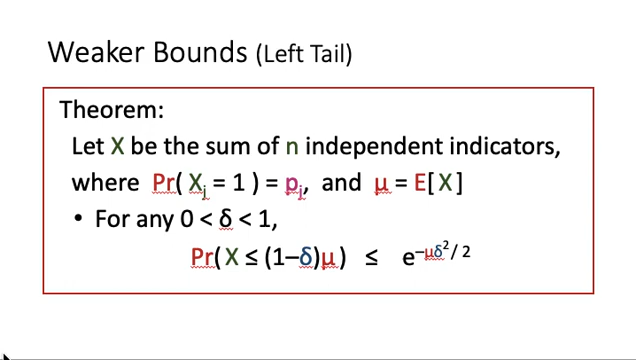 Weaker Bounds (Left Tail)
Theorem:
Let X be the sum of n independent indicators,
where Pr( Xⱼ = 1 ) = pⱼ, and μ = E[ X ]
• For any 0 < δ < 1,
Pr( X ≤ (1–δ)μ ) ≤ e^–μδ²/ 2